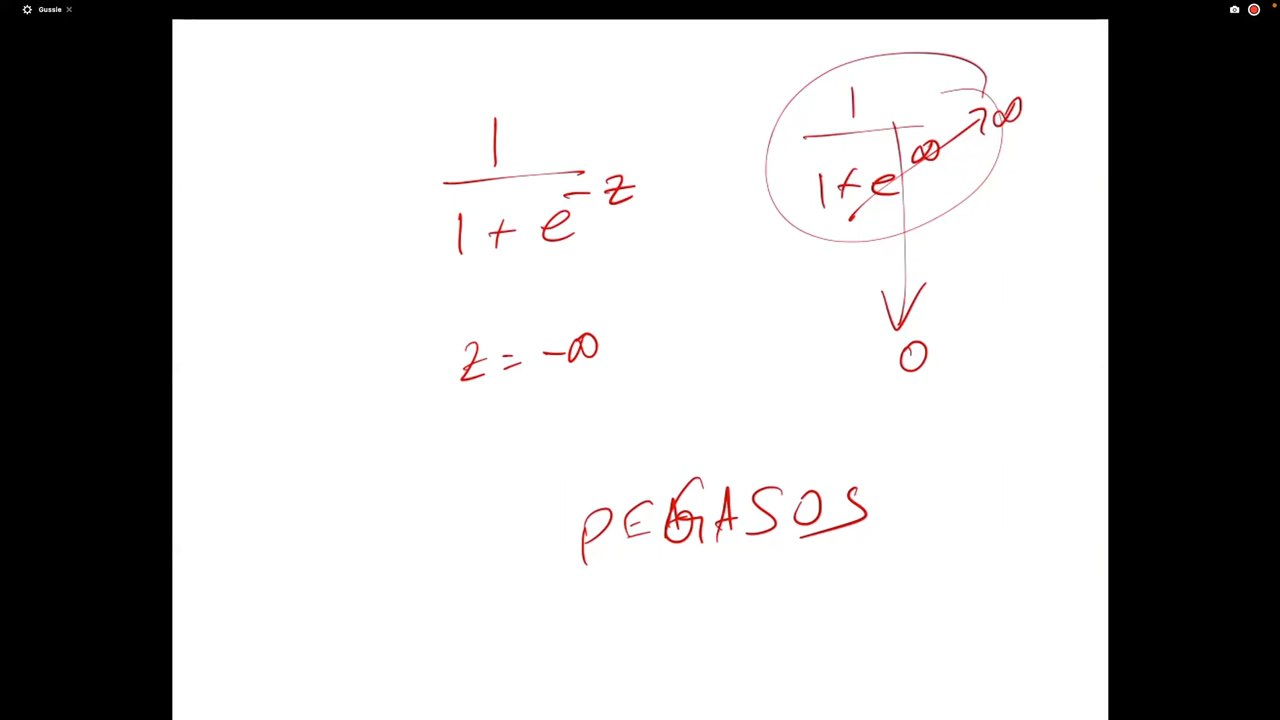 Gussie
1
1 + e^-z
1
1 + e^∞ ∞
z = -∞
0
PEGASOS